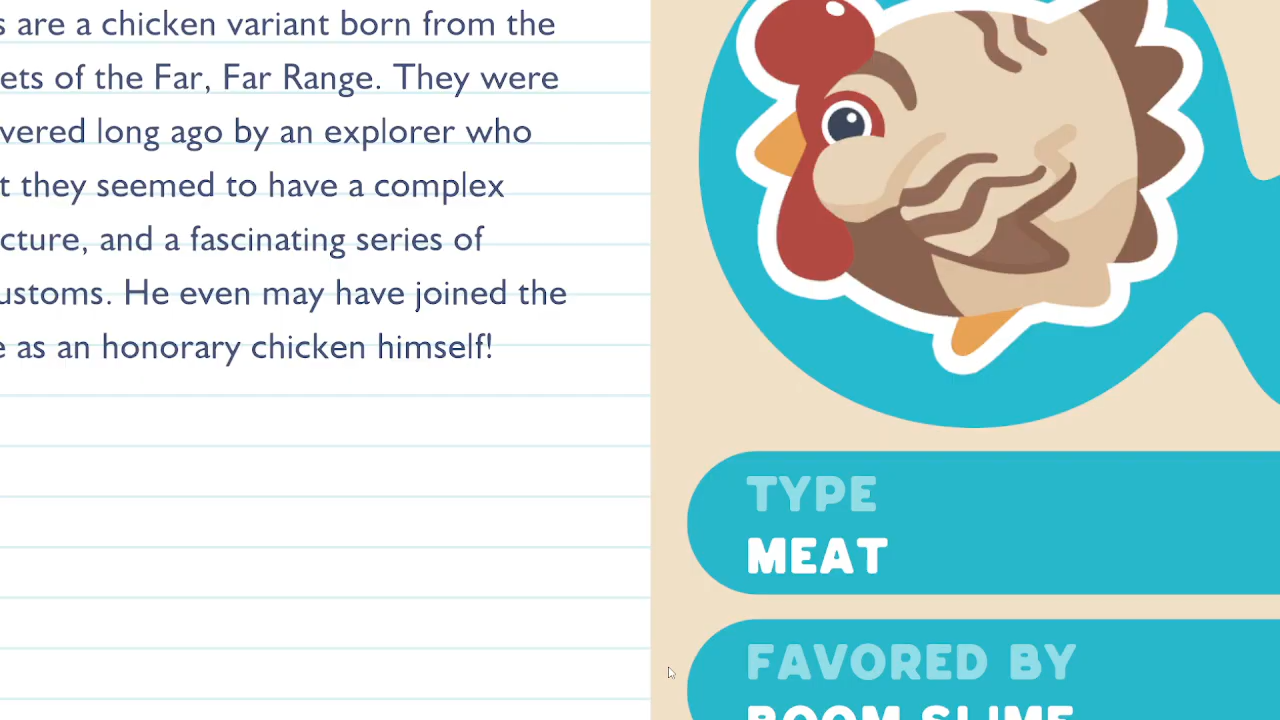 s are a chicken variant born from the
ets of the Far, Far Range. They were
vered long ago by an explorer who
t they seemed to have a complex
cture, and a fascinating series of
ustoms. He even may have joined the
e as an honorary chicken himself!
TYPE
MEAT
FAVORED BY
BOOM SLIME